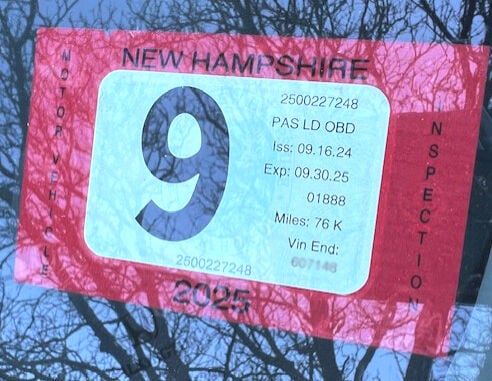 NEW HAMPSHIRE
MOTOR VEHICLE
9
2500227248
PAS LD OBD
Iss: 09.16.24
Exp: 09.30.25
01888
Miles: 76 K
Vin End:
2500227248
2025
INSPECTION